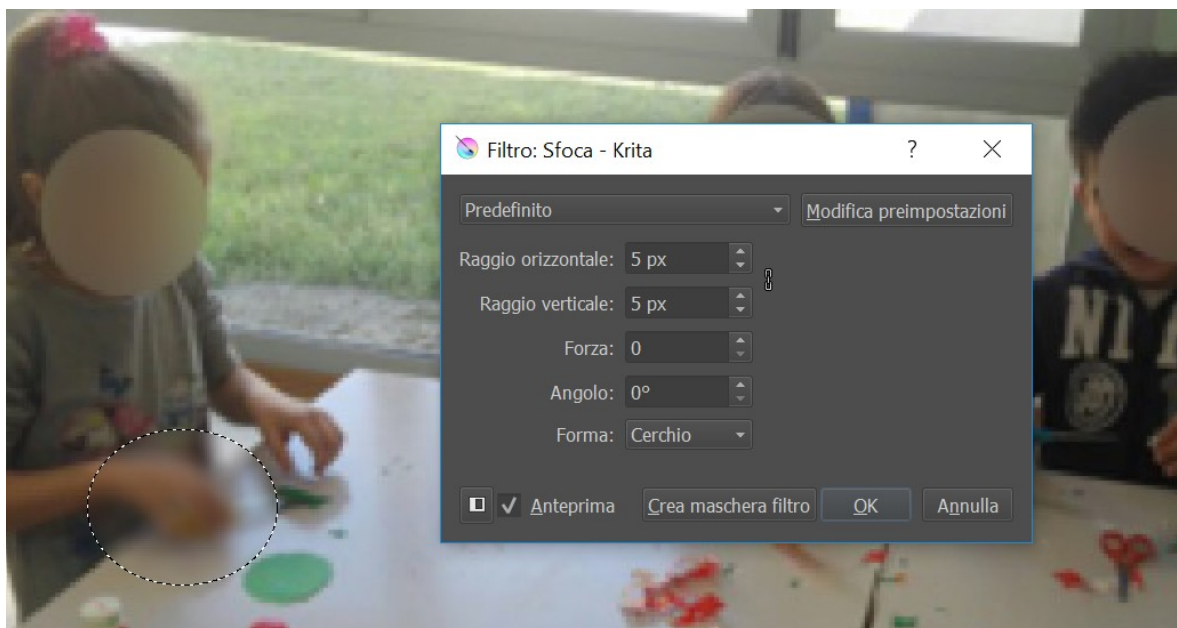 Filtro: Sfoca - Krita
?
Predefinito
Modifica preimpostazioni
Raggio orizzontale: 5 px
Raggio verticale: 5 px
Forza: 0
Angolo: 0°
Forma: Cerchio
Anteprima
Crea maschera filtro
OK
Annulla